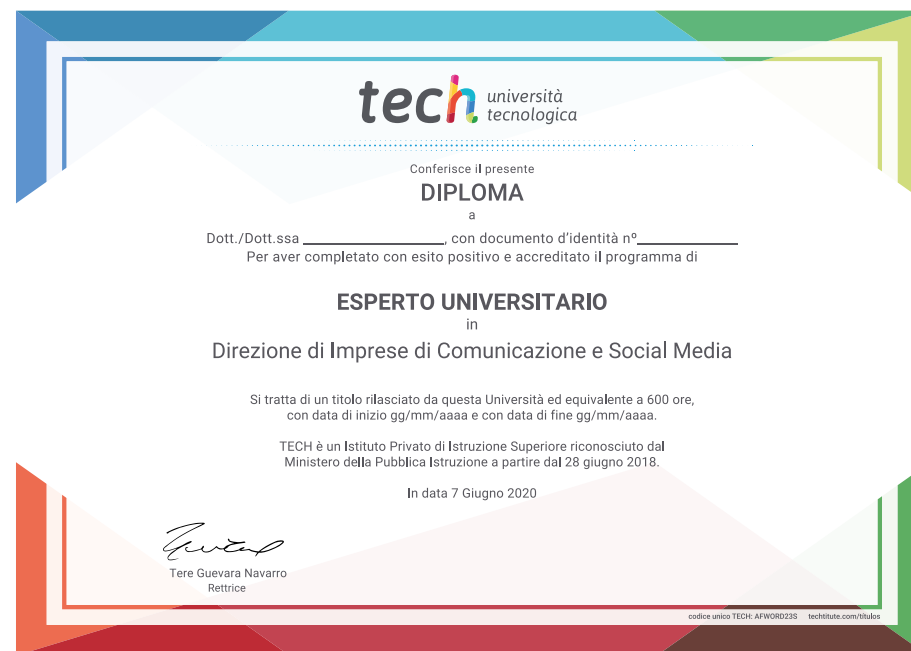 tech università
tecnologica
Conferisce il presente
DIPLOMA
a
Dott./Dott.ssa ____________________, con documento d'identità nº______________
Per aver completato con esito positivo e accreditato il programma di
ESPERTO UNIVERSITARIO
in
Direzione di Imprese di Comunicazione e Social Media
Si tratta di un titolo rilasciato da questa Università ed equivalente a 600 ore,
con data di inizio gg/mm/aaaa e con data di fine gg/mm/aaaa.
TECH è un Istituto Privato di Istruzione Superiore riconosciuto dal
Ministero della Pubblica Istruzione a partire dal 28 giugno 2018.
In data 7 Giugno 2020
Tere Guevara Navarro
Rettrice
codice unico TECH: AFWORD23S techtitute.com/títulos